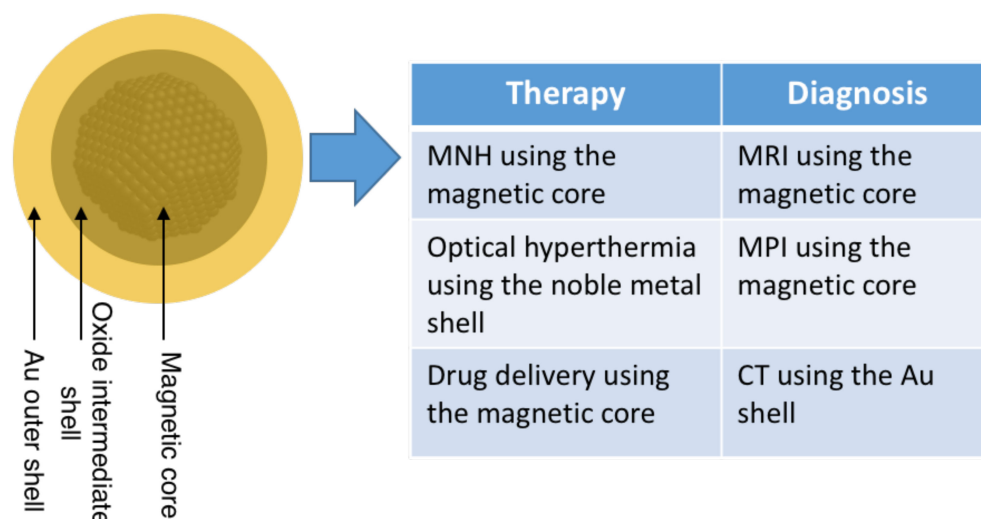 Au outer shell
Oxide intermediate
shell
Magnetic core
Therapy
Diagnosis
MNH using the
magnetic core
MRI using the
magnetic core
Optical hyperthermia
using the noble metal
shell
MPI using the
magnetic core
Drug delivery using
the magnetic core
CT using the Au
shell